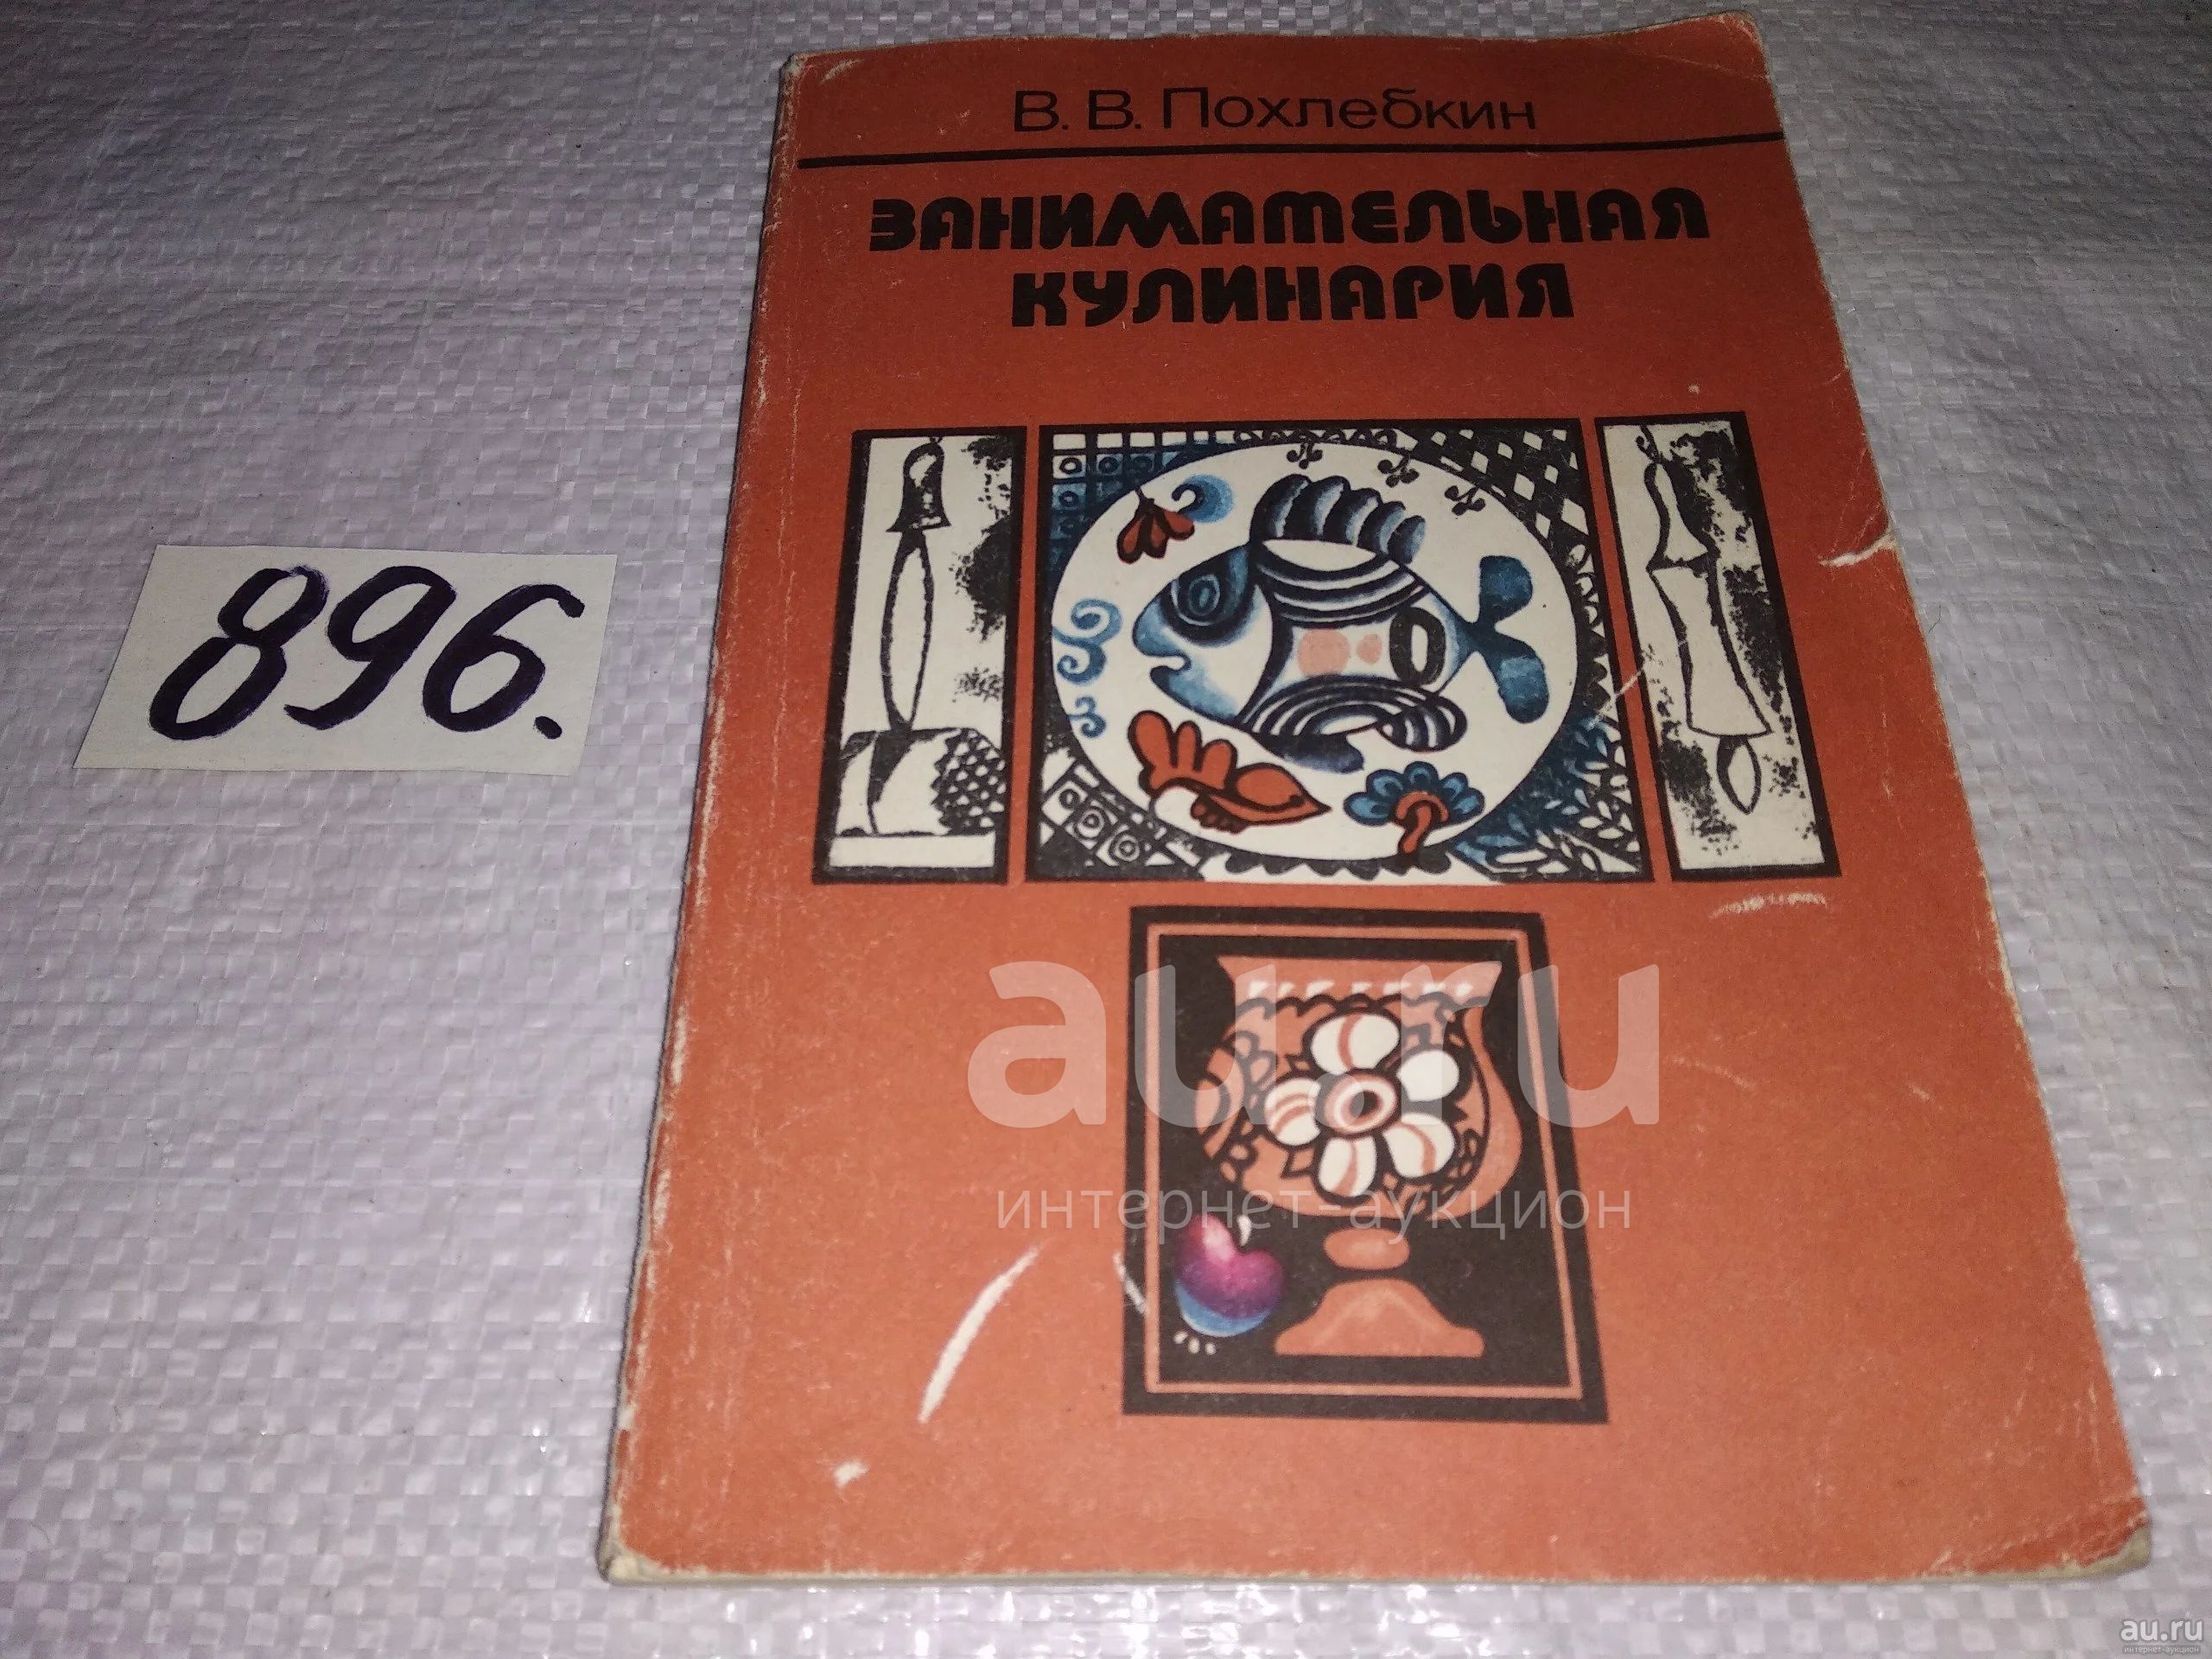 В. В. Похлебкин
ЗАНИМАТЕЛЬНАЯ
КУЛИНАРИЯ
896.
au.ru
интернет-аукцион
au.ru
интернет-аукцион